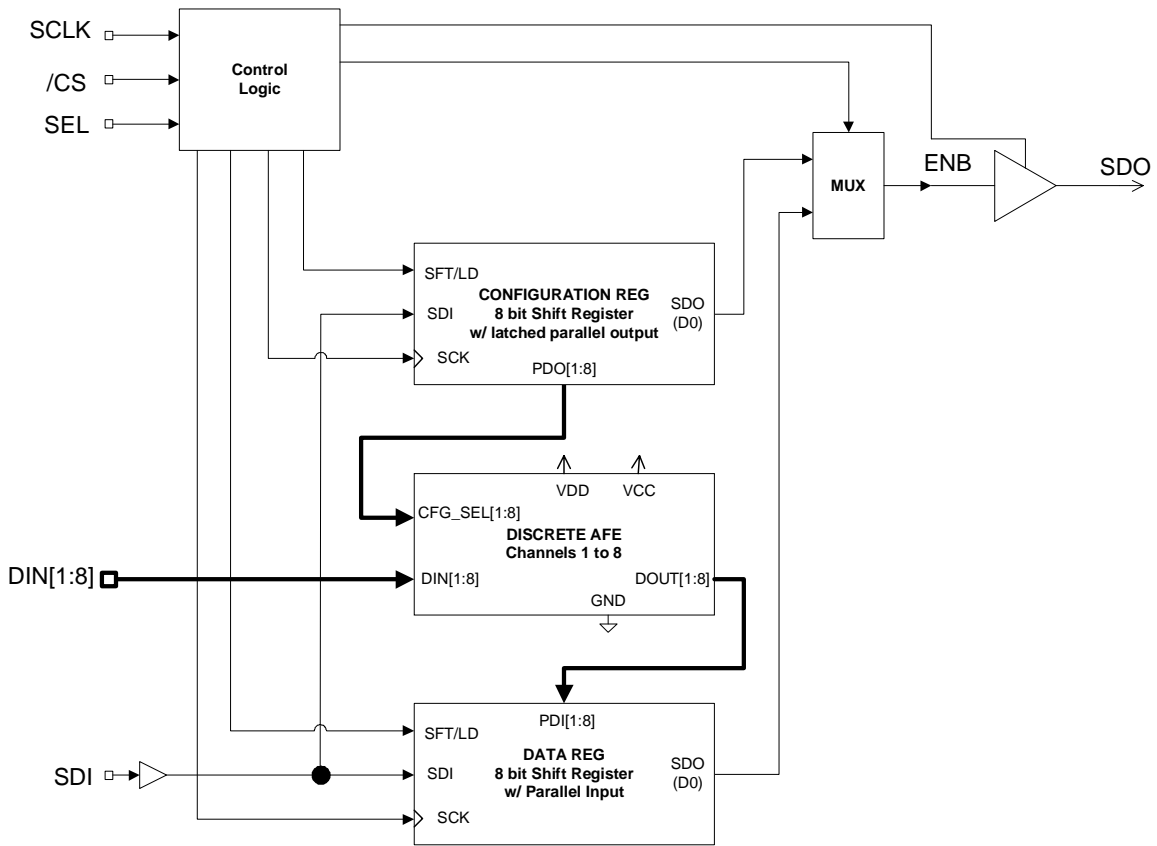 SCLK
/CS
SEL
Control
Logic
MUX
ENB
SDO
SFT/LD
CONFIGURATION REG
8 bit Shift Register
w/ latched parallel output
SDI
SCK
SDO
(D0)
PDO[1:8]
VDD
VCC
CFG_SEL[1:8]
DISCRETE AFE
Channels 1 to 8
DIN[1:8]
DIN[1:8]
DOUT[1:8]
GND
PDI[1:8]
SFT/LD
DATA REG
8 bit Shift Register
w/ Parallel Input
SDI
SDI
SCK
SDO
(D0)